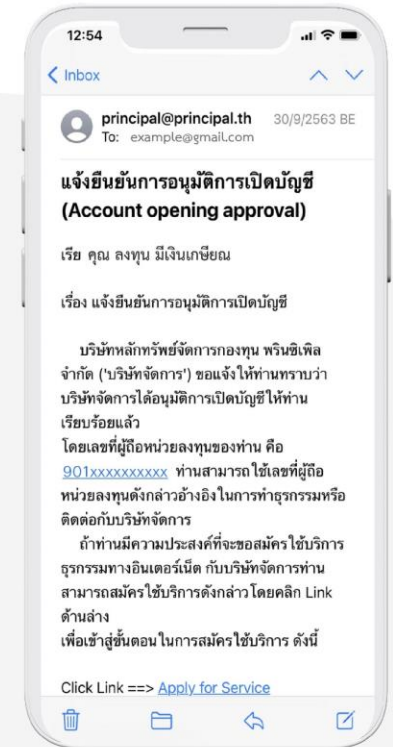 12:54
Inbox
principal@principal.th 30/9/2563 BE
To: example@gmail.com
แจ้งยืนยันการอนุมัติการเปิดบัญชี
(Account opening approval)
เรีย คุณ ลงทุน มีเงินเกษียณ
เรื่อง แจ้งยืนยันการอนุมัติการเปิดบัญชี
บริษัทหลักทรัพย์จัดการกองทุน พรินซิเพิล
จำกัด ('บริษัทจัดการ') ขอแจ้งให้ท่านทราบว่า
บริษัทจัดการได้อนุมัติการเปิดบัญชีให้ท่าน
เรียบร้อยแล้ว
โดยเลขที่ผู้ถือหน่วยลงทุนของท่าน คือ
901xxxxxxxxxx ท่านสามารถใช้เลขที่ผู้ถือ
หน่วยลงทุนดังกล่าวอ้างอิงในการทำธุรกรรมหรือ
ติดต่อกับบริษัทจัดการ
ถ้าท่านมีความประสงค์ที่จะขอสมัครใช้บริการ
ธุรกรรมทางอินเตอร์เน็ต กับบริษัทจัดการท่าน
สามารถสมัครใช้บริการดังกล่าวโดยคลิก Link
ด้านล่าง
เพื่อเข้าสู่ขั้นตอนในการสมัครใช้บริการ ดังนี้
Click Link ==> Apply for Service